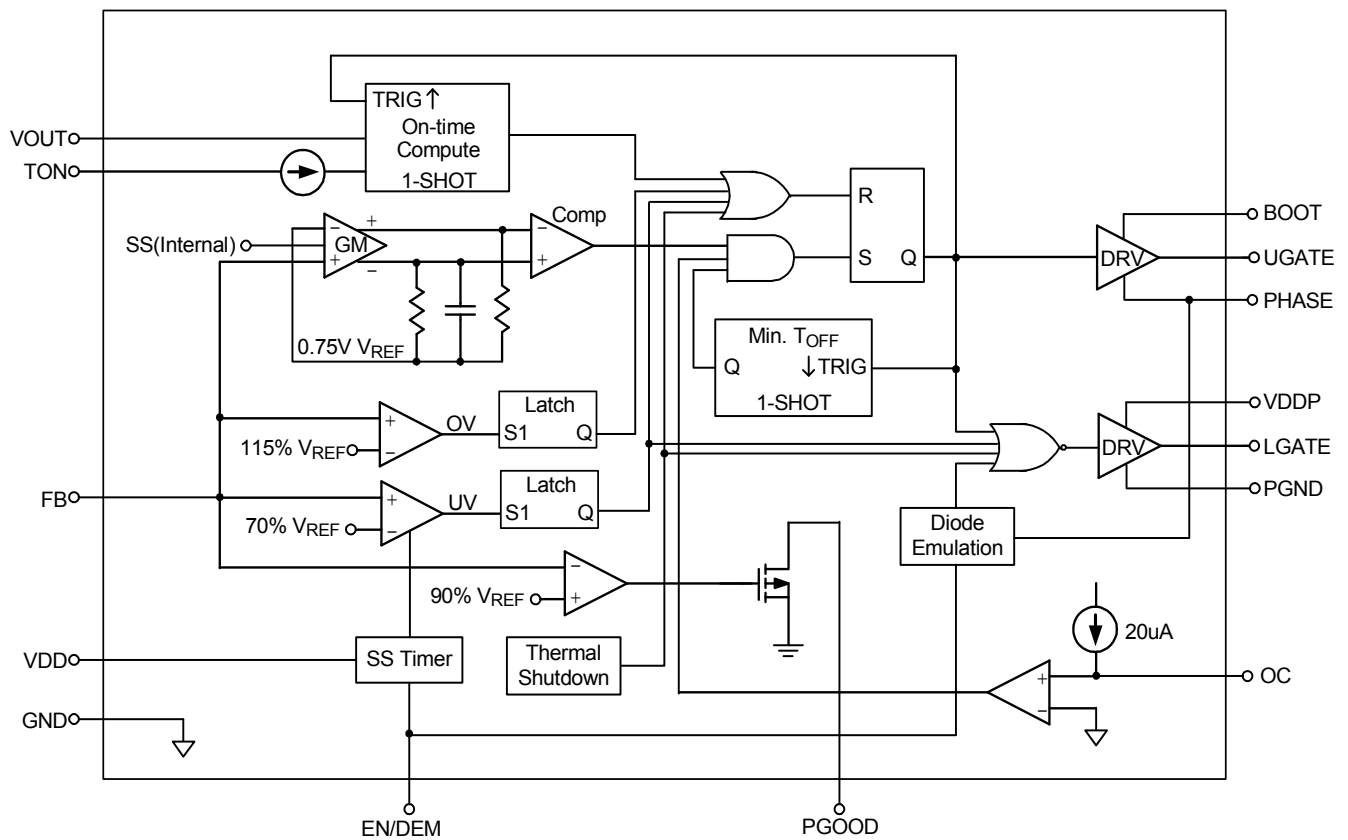 TRIG ↑
On-time
Compute
1-SHOT
VOUT
TON
SS(Internal)
- GM +
+ -
0.75V VREF
Comp
-
+
R
S Q
DRV
BOOT
UGATE
PHASE
Min. TOFF
Q ↓TRIG
1-SHOT
+
-
OV
115% VREF
Latch
S1 Q
FB
+
-
UV
70% VREF
Latch
S1 Q
DRV
VDDP
LGATE
PGND
Diode
Emulation
-
+
90% VREF
20uA
VDD
SS Timer
Thermal
Shutdown
+
-
OC
GND
EN/DEM
PGOOD